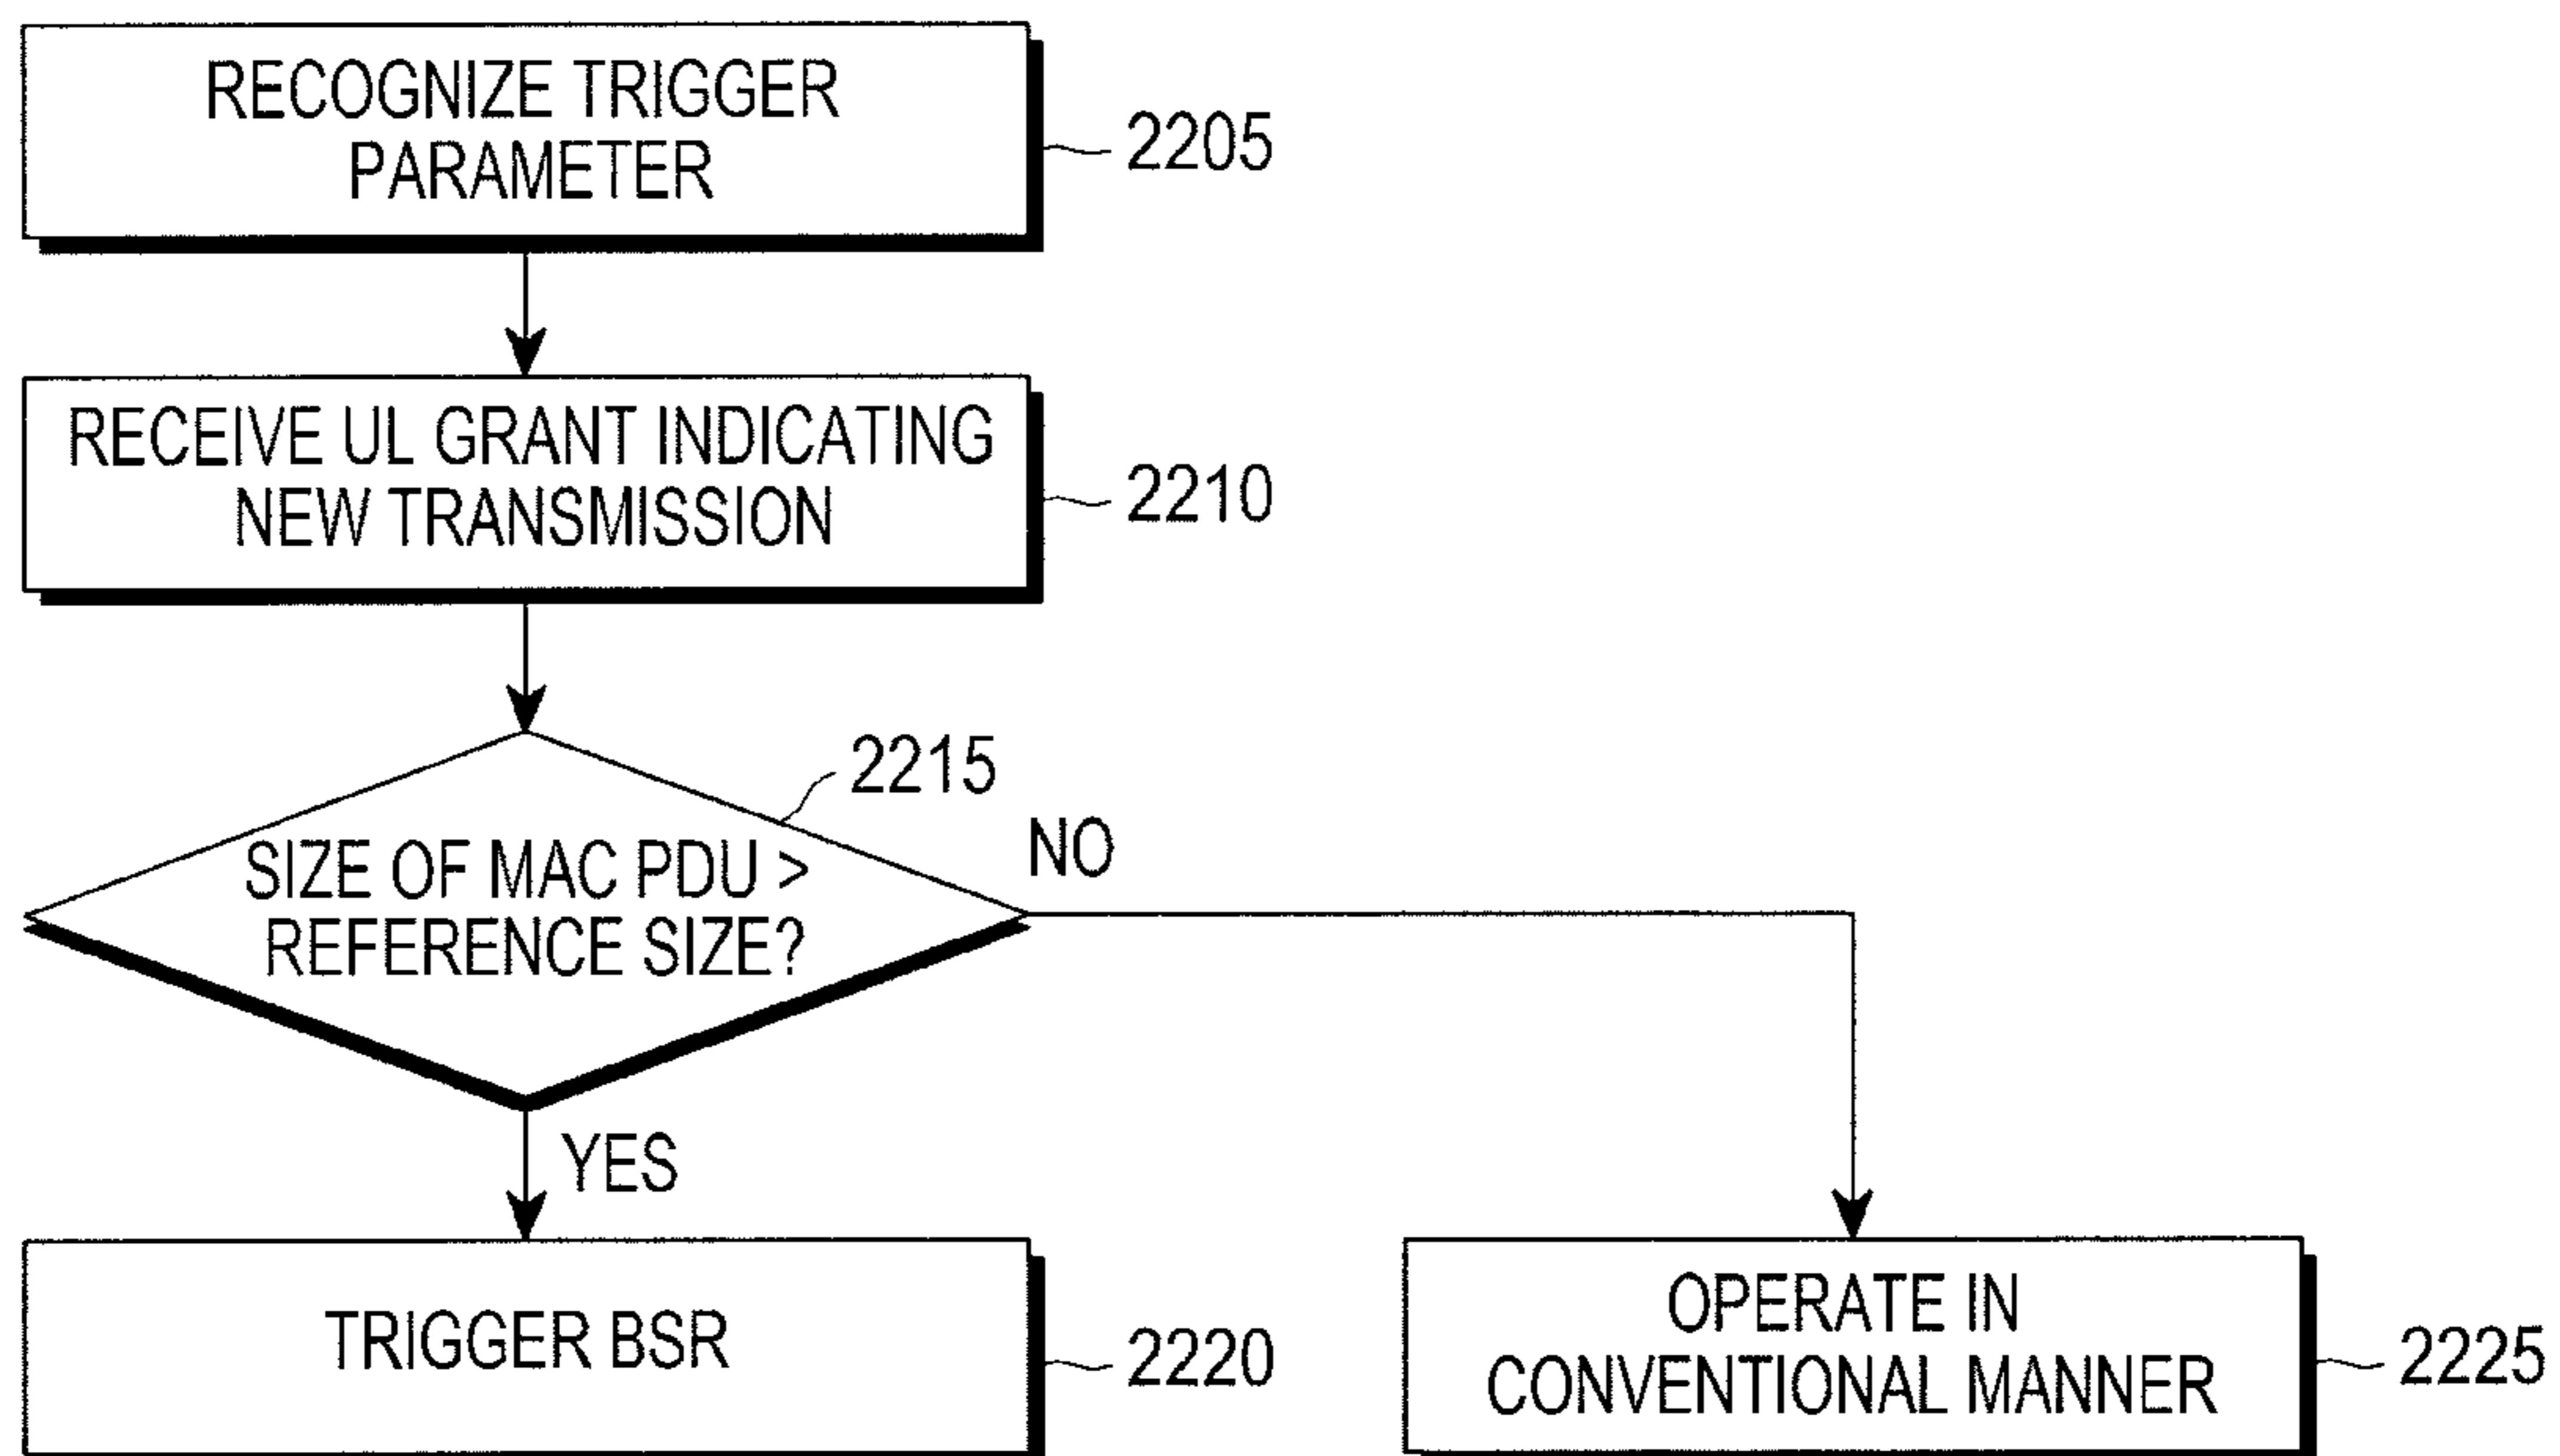 RECOGNIZE TRIGGER
PARAMETER
2205
RECEIVE UL GRANT INDICATING
NEW TRANSMISSION
2210
2215
SIZE OF MAC PDU >
REFERENCE SIZE?
NO
YES
TRIGGER BSR
2220
OPERATE IN
CONVENTIONAL MANNER
2225